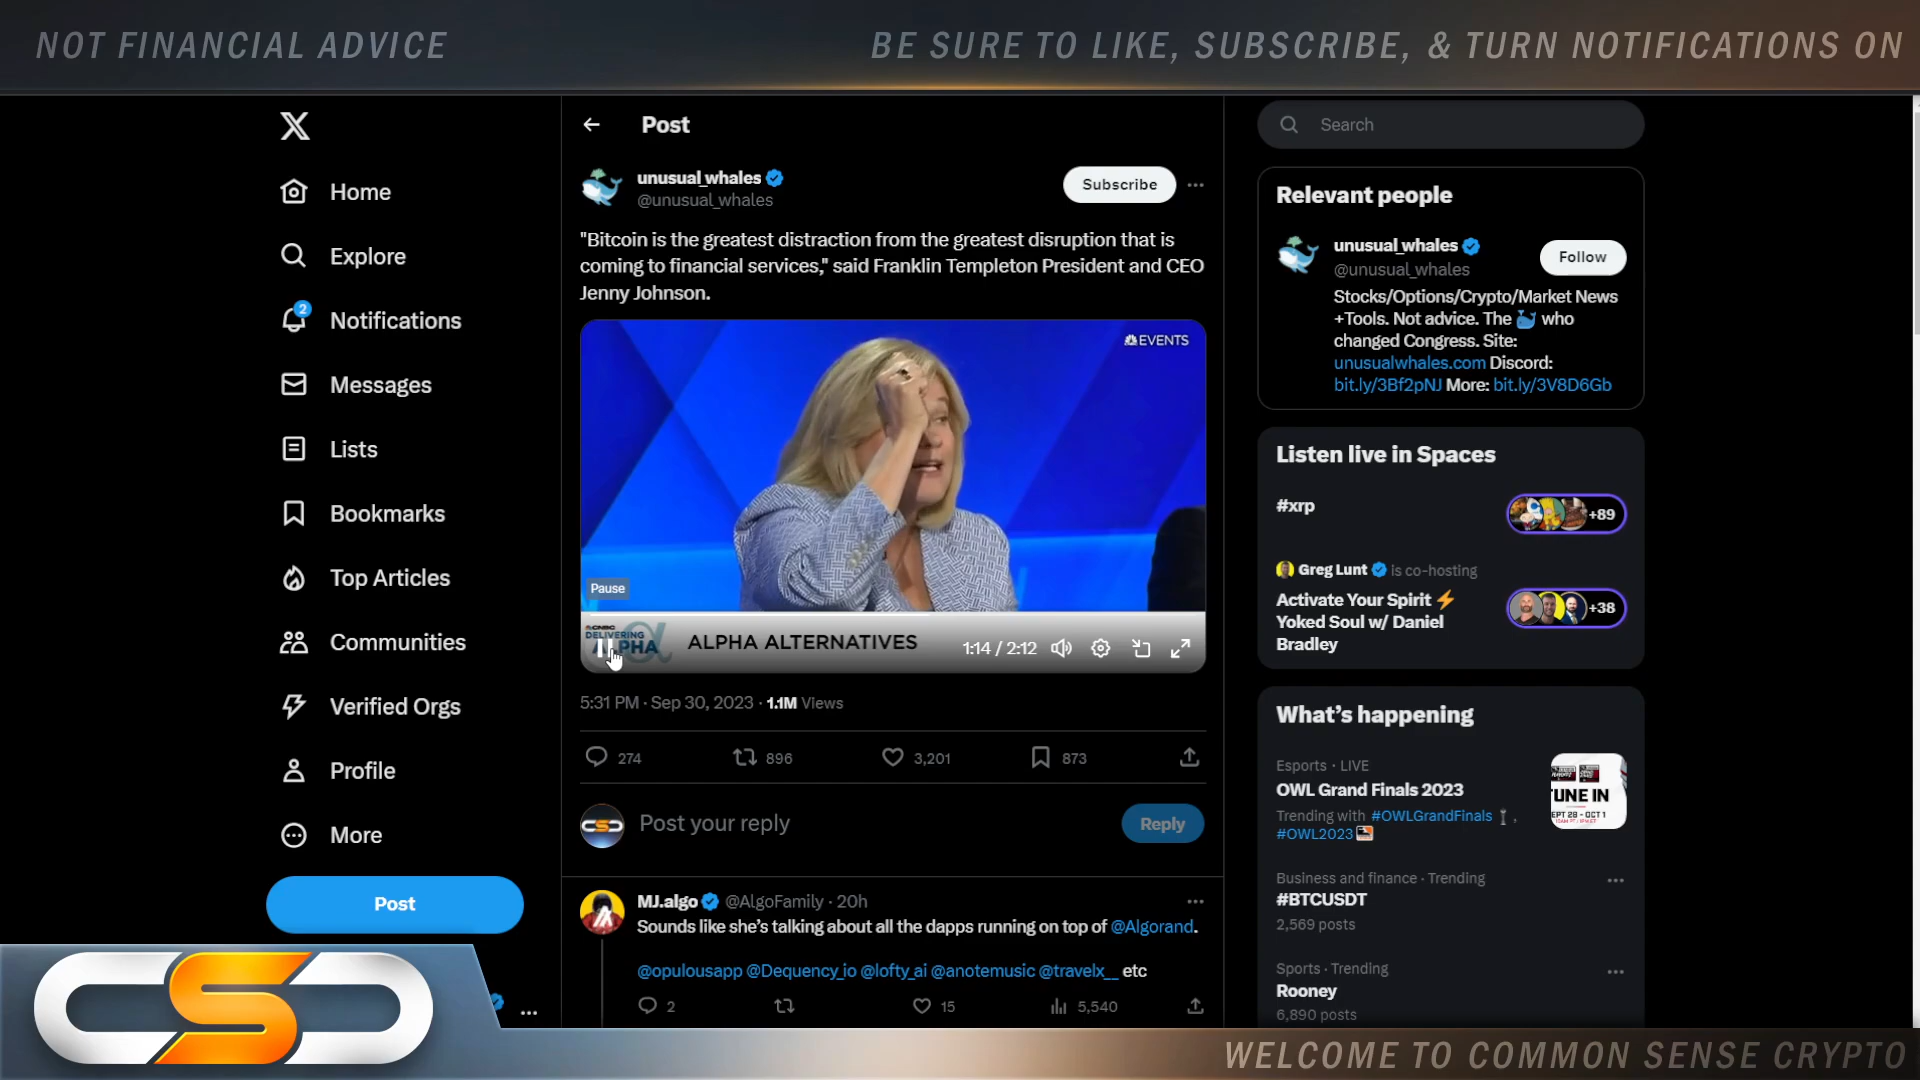 NOT FINANCIAL ADVICE
BE SURE TO LIKE, SUBSCRIBE, & TURN NOTIFICATIONS ON
Home
Explore
2
Notifications
Messages
Lists
Bookmarks
Top Articles
Communities
Verified Orgs
Profile
More
Post
Post
unusual_whales
@unusual_whales
Subscribe
"Bitcoin is the greatest distraction from the greatest disruption that is
coming to financial services," said Franklin Templeton President and CEO
Jenny Johnson.
EVENTS
Pause
CNBC
DELIVERING
ALPHA
ALPHA ALTERNATIVES
1:14 / 2:12
5:31 PM · Sep 30, 2023 · 1.1M Views
274
896
3,201
873
Post your reply
Reply
MJ.algo @AlgoFamily · 20h
Sounds like she's talking about all the dapps running on top of @Algorand.
@opulousapp @Dequency_io @lofty_ai @anotemusic @travelx__ etc
2
15
5,540
Search
Relevant people
unusual_whales
@unusual_whales
Follow
Stocks/Options/Crypto/Market News
+Tools. Not advice. The 🐳 who
changed Congress. Site:
unusualwhales.com Discord:
bit.ly/3Bf2pNJ More: bit.ly/3V8D6Gb
Listen live in Spaces
#xrp
+89
Greg Lunt is co-hosting
Activate Your Spirit ⚡
Yoked Soul w/ Daniel
Bradley
+38
What's happening
Esports · LIVE
OWL Grand Finals 2023
Trending with #OWLGrandFinals ,
#OWL2023
TUNE IN
SEPT 28 - OCT 1
Business and finance · Trending
#BTCUSDT
2,569 posts
Sports · Trending
Rooney
6,890 posts
CSC
WELCOME TO COMMON SENSE CRYPTO